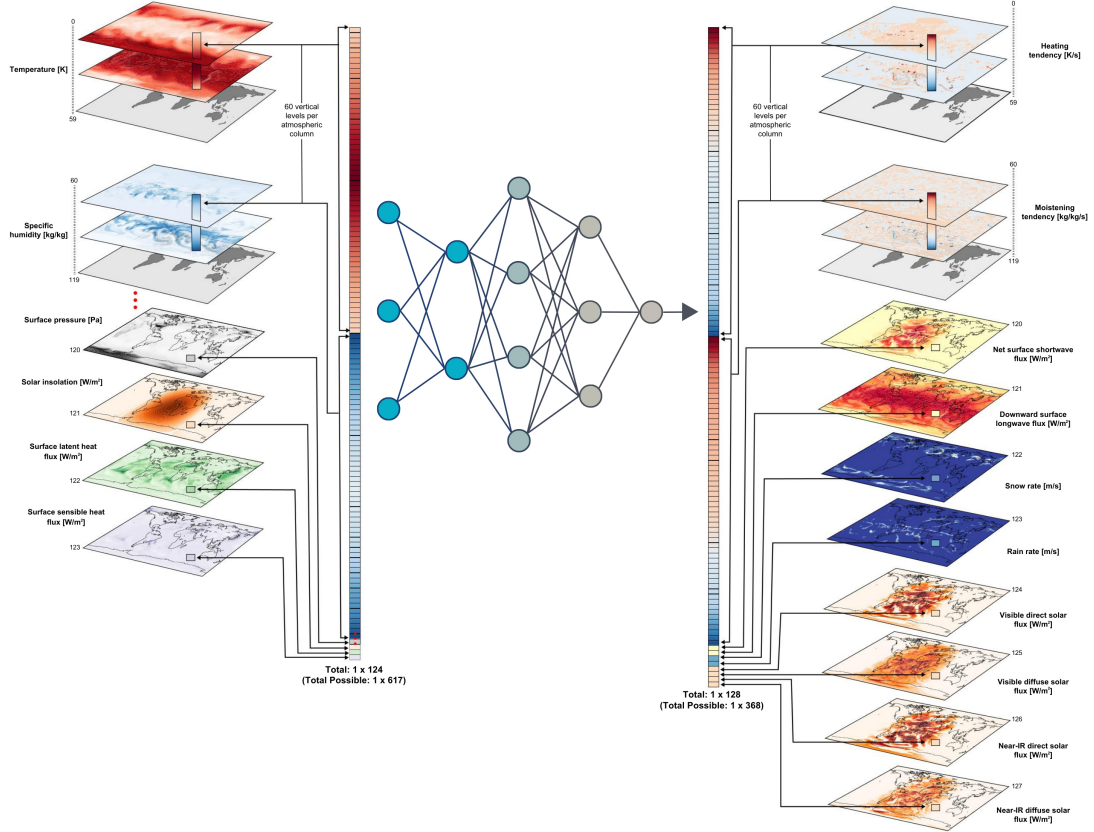 0
Temperature [K]
59
60 vertical
levels per
atmospheric
column
60
Specific
humidity [kg/kg]
119
Surface pressure [Pa]
120
Solar insolation [W/m²]
121
Surface latent heat
flux [W/m²]
122
Surface sensible heat
flux [W/m²]
123
Total: 1 x 124
(Total Possible: 1 x 617)
60 vertical
levels per
atmospheric
column
Total: 1 x 128
(Total Possible: 1 x 368)
0
Heating
tendency [K/s]
59
60
Moistening
tendency [kg/kg/s]
119
120
Net surface shortwave
flux [W/m²]
121
Downward surface
longwave flux [W/m²]
122
Snow rate [m/s]
123
Rain rate [m/s]
124
Visible direct solar
flux [W/m²]
125
Visible diffuse solar
flux [W/m²]
126
Near-IR direct solar
flux [W/m²]
127
Near-IR diffuse solar
flux [W/m²]